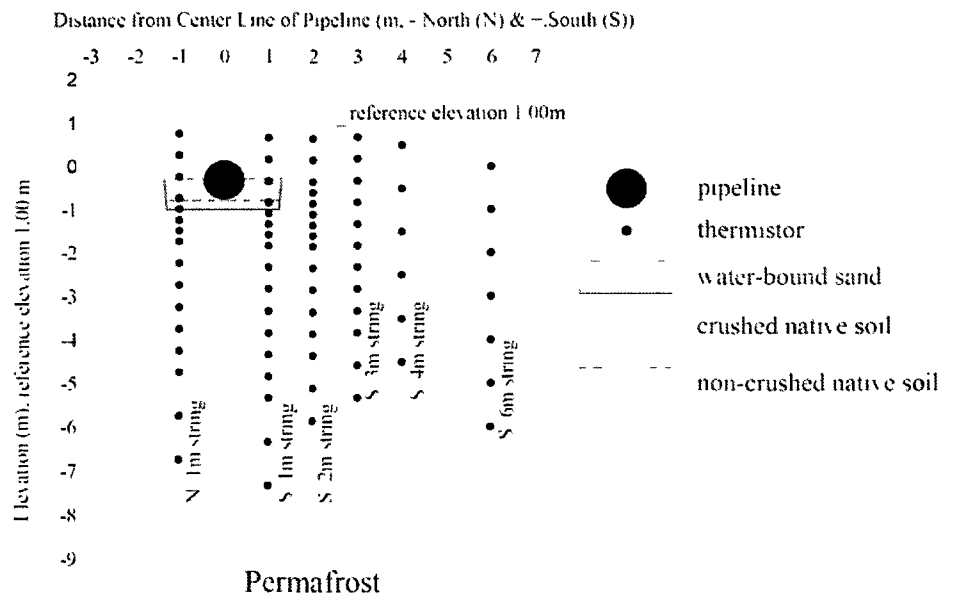 Distance from Center Line of Pipeline (m, - North (N) & +.South (S))
-3 -2 -1 0 1 2 3 4 5 6 7
2
reference elevation 1.00m
1
0
-1
-2
-3
-4
-5
-6
-7
-8
-9
Elevation (m), reference elevation 1.00 m
N 1m string
S 1m string
S 2m string
S 3m string
S 4m string
S 6m string
pipeline
thermistor
water-bound sand
crushed native soil
non-crushed native soil
Permafrost